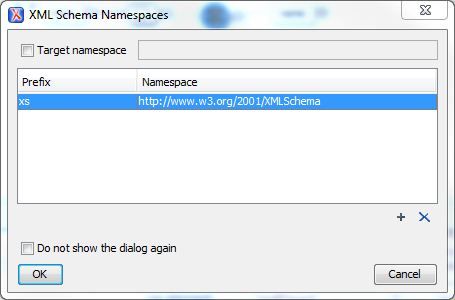 XML Schema Namespaces
Target namespace
Prefix Namespace
xs http://www.w3.org/2001/XMLSchema
Do not show the dialog again
OK Cancel